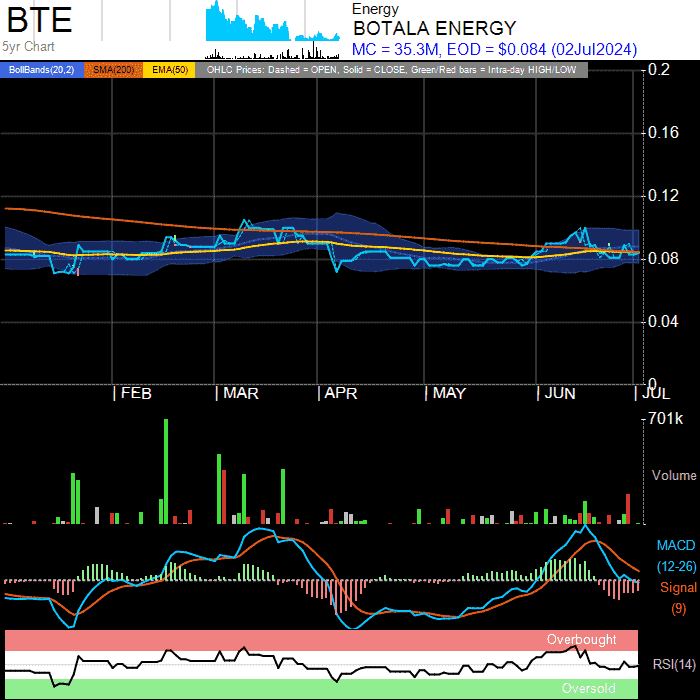 BTE
5yr Chart
Energy
BOTALA ENERGY
MC = 35.3M, EOD = $0.084 (02Jul2024)
BollBands(20,2) SMA(200) EMA(50) OHLC Prices: Dashed = OPEN, Solid = CLOSE, Green/Red bars = Intra-day HIGH/LOW
0.2
0.16
0.12
0.08
0.04
0
FEB MAR APR MAY JUN JUL
701k
Volume
MACD
(12-26)
Signal
(9)
Overbought
RSI(14)
Oversold